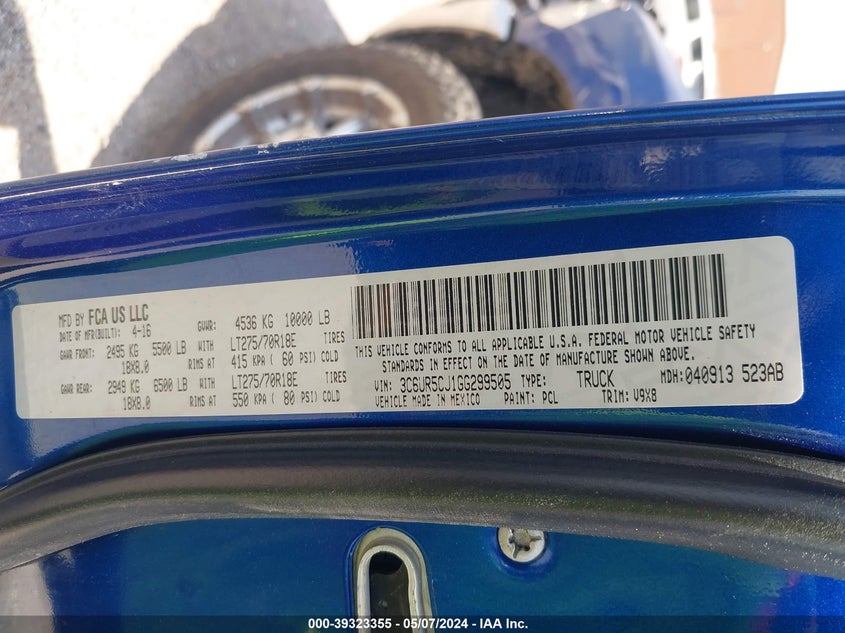 MFD BY FCA US LLC
DATE OF MFR(BUILT): 4-16 GVWR: 4536 KG 10000 LB
GAWR FRONT: 2495 KG 5500 LB WITH LT275/70R18E TIRES
18X8.0 RIMS AT 415 KPA ( 60 PSI) COLD
GAWR REAR: 2949 KG 6500 LB WITH LT275/70R18E TIRES
18X8.0 RIMS AT 550 KPA ( 80 PSI) COLD
THIS VEHICLE CONFORMS TO ALL APPLICABLE U.S.A. FEDERAL MOTOR VEHICLE SAFETY
STANDARDS IN EFFECT ON THE DATE OF MANUFACTURE SHOWN ABOVE.
VIN: 3C6UR5CJ1GG299505 TYPE: TRUCK MDH: 040913 523AB
VEHICLE MADE IN MEXICO PAINT: PCL TRIM: V9X8
000-39323355 — 05/07/2024 — IAA Inc.